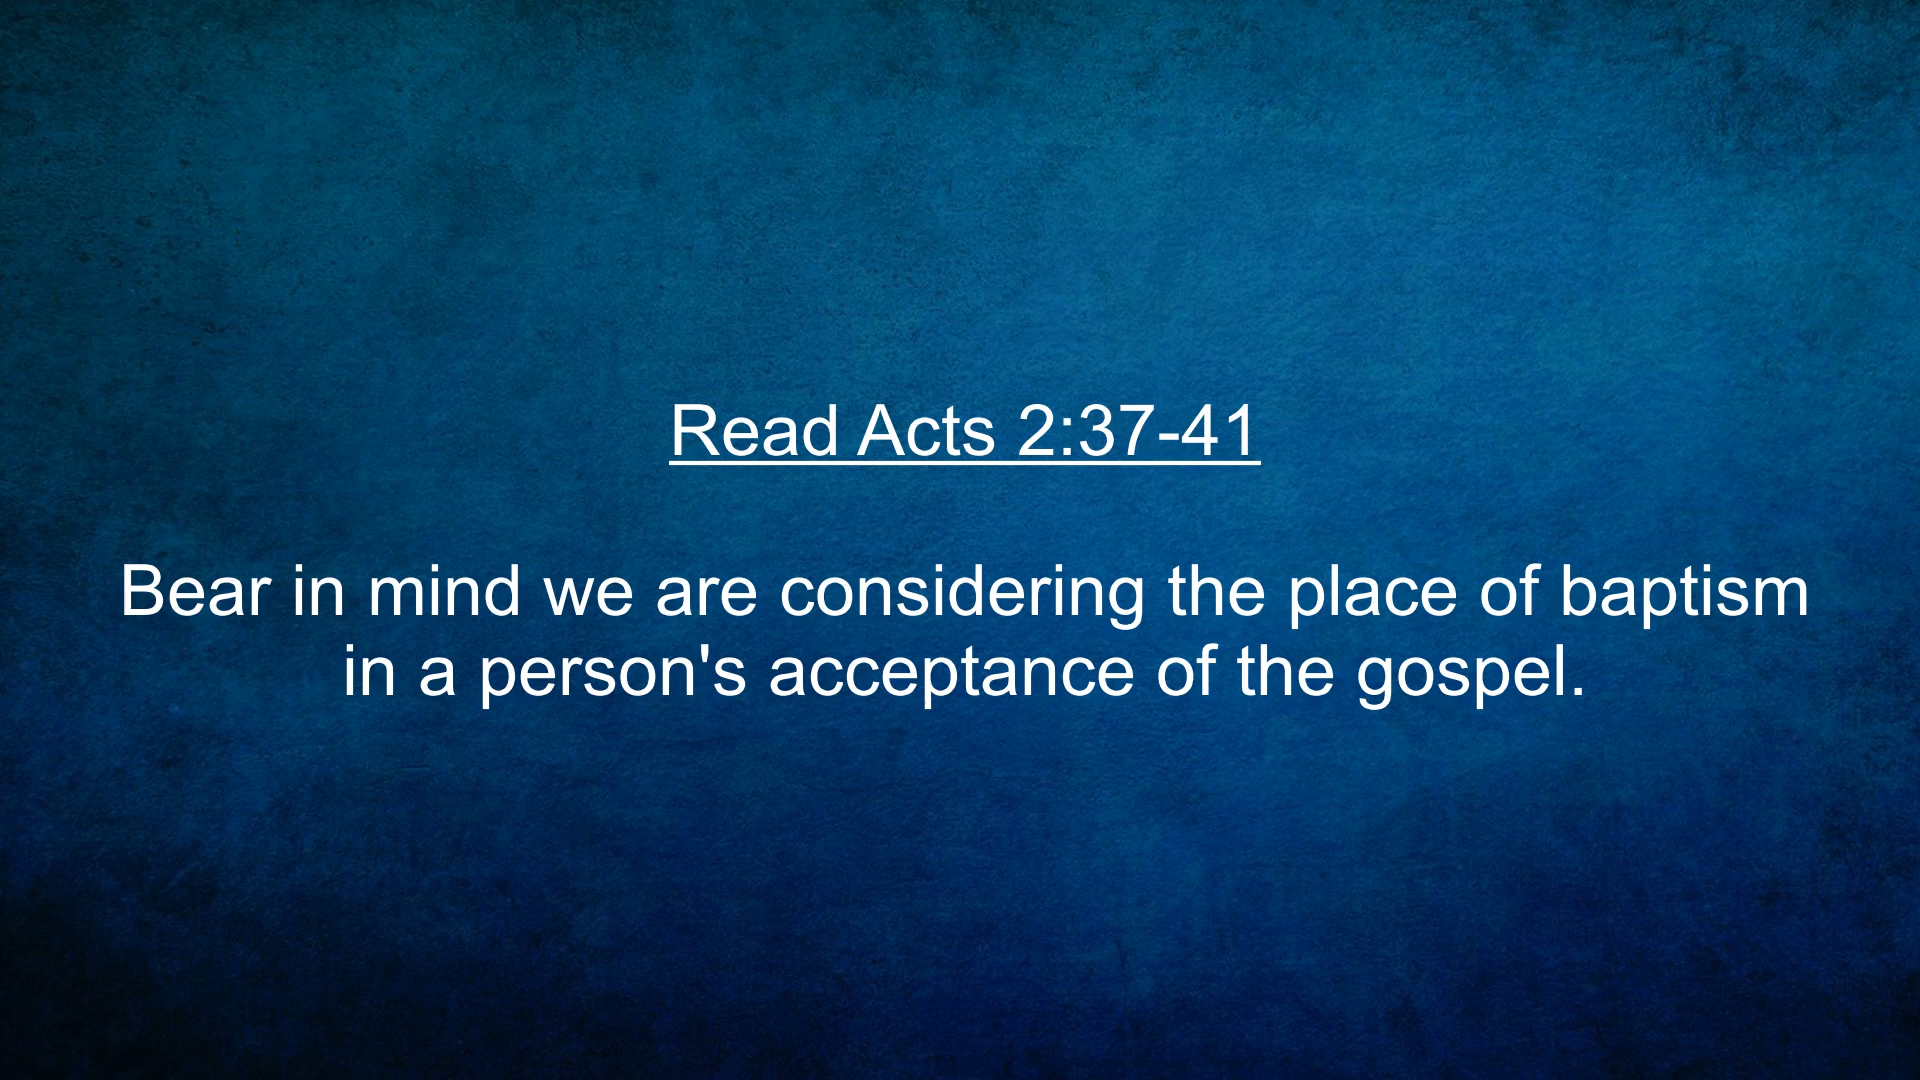 Read Acts 2:37-41
Bear in mind we are considering the place of baptism
in a person's acceptance of the gospel.